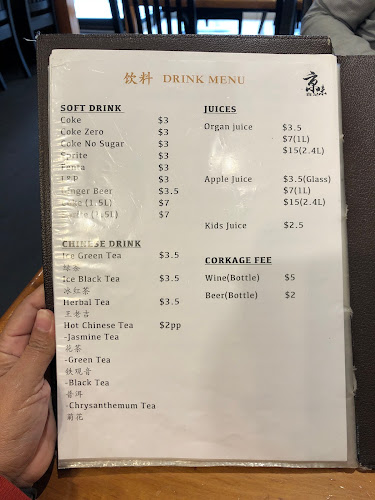 饮料 DRINK MENU
京味
SOFT DRINK
Coke $3
Coke Zero $3
Coke No Sugar $3
Sprite $3
Fanta $3
L&P $3
Ginger Beer $3.5
(1.5L) $7
(1.5L) $7
CHINESE DRINK
Ice Green Tea $3.5
绿茶
Ice Black Tea $3.5
冰红茶
Herbal Tea $3.5
王老吉
Hot Chinese Tea $2pp
-Jasmine Tea
花茶
-Green Tea
铁观音
-Black Tea
普洱
-Chrysanthemum Tea
菊花
JUICES
Organ juice $3.5
$7(1L)
$15(2.4L)
Apple Juice $3.5(Glass)
$7(1L)
$15(2.4L)
Kids Juice $2.5
CORKAGE FEE
Wine(Bottle) $5
Beer(Bottle) $2